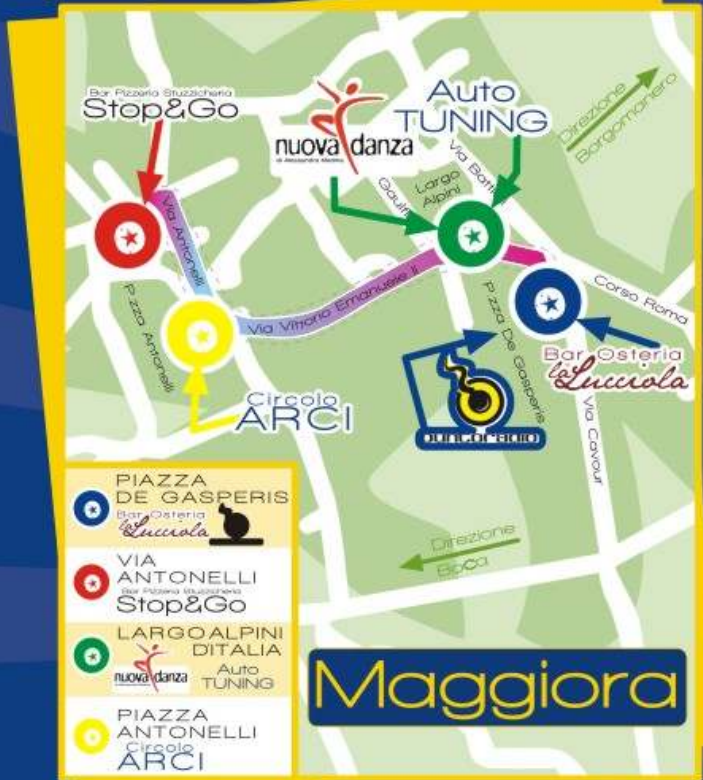 Bar Pizzeria Stuzzicheria
Stop&Go
nuova danza
Auto
TUNING
Direzione
Borgomanero
Via Antonelli
P.zza Antonelli
Via Vittorio Emanuele II
Largo
Alpini
Corso Roma
P.zza De Gasperis
Via Cavour
Bar Osteria
la Lucciola
Circolo
ARCI
Direzione
Boca
PIAZZA
DE GASPERIS
Bar Osteria
la Lucciola
VIA
ANTONELLI
Bar Pizzeria Stuzzicheria
Stop&Go
LARGO ALPINI
D'ITALIA
nuova danza
Auto
TUNING
PIAZZA
ANTONELLI
Circolo
ARCI
Maggiora